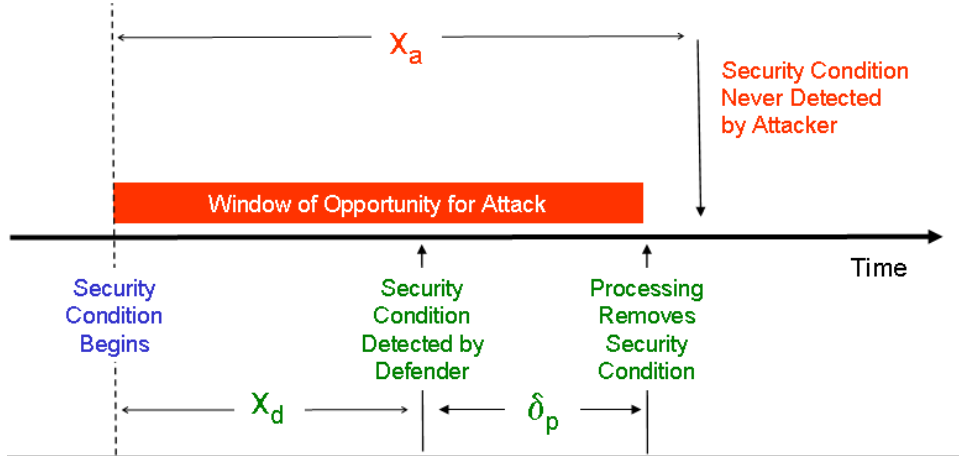 Xa
Security Condition
Never Detected
by Attacker
Window of Opportunity for Attack
Time
Security
Condition
Begins
Security
Condition
Detected by
Defender
Processing
Removes
Security
Condition
Xd
δp